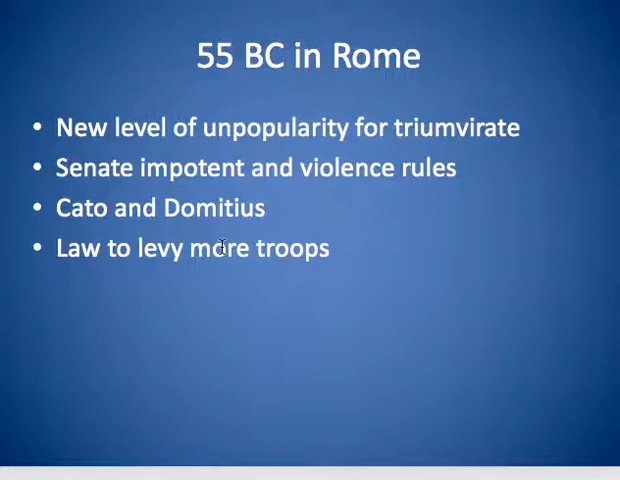 55 BC in Rome
• New level of unpopularity for triumvirate
• Senate impotent and violence rules
• Cato and Domitius
• Law to levy more troops